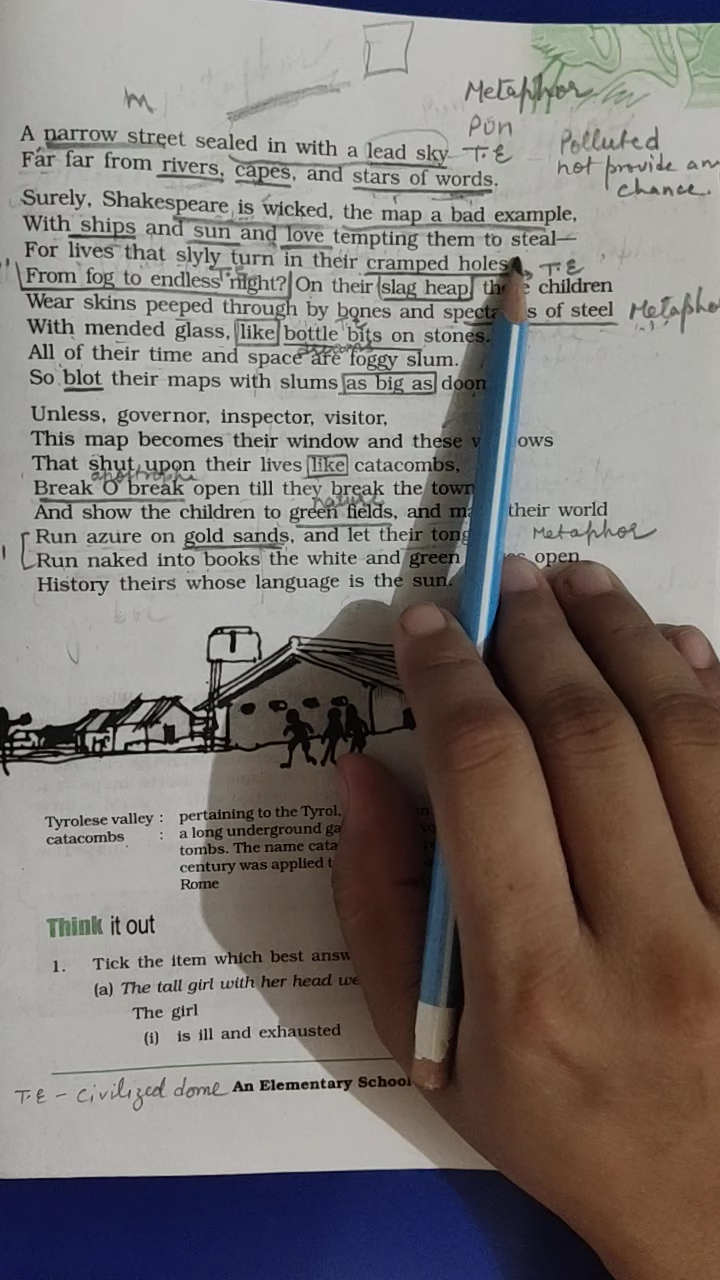 m
Metaphor
Pun
T.E
Polluted
not provide any
chance.
A narrow street sealed in with a lead sky
Far far from rivers, capes, and stars of words.
Surely, Shakespeare is wicked, the map a bad example,
With ships and sun and love tempting them to steal—
For lives that slyly turn in their cramped holes
T.E
T.E
From fog to endless night? On their slag heap, these children
Wear skins peeped through by bones and spectacles of steel
Metaphor
With mended glass, like bottle bits on stones.
All of their time and space are foggy slum.
So blot their maps with slums as big as doom
Unless, governor, inspector, visitor,
This map becomes their window and these windows
That shut upon their lives like catacombs,
apostrophe
Break O break open till they break the town
nature
And show the children to green fields, and make their world
Run azure on gold sands, and let their tongues
Metaphor
Run naked into books the white and green leaves open
History theirs whose language is the sun.
Tyrolese valley : pertaining to the Tyrol,
catacombs : a long underground
tombs. The name
century was applied
Rome
Think it out
1. Tick the item which best
(a) The tall girl with her head
The girl
(i) is ill and exhausted
T.E - civilized dome
An Elementary School